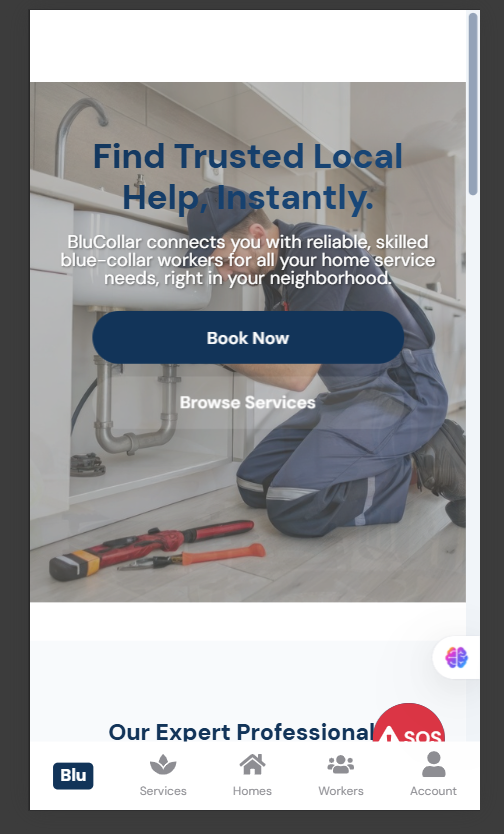 Find Trusted Local
Help, Instantly.
BluCollar connects you with reliable, skilled
blue-collar workers for all your home service
needs, right in your neighborhood.
Book Now
Browse Services
Our Expert Professional
SOS
Blu
Services
Homes
Workers
Account